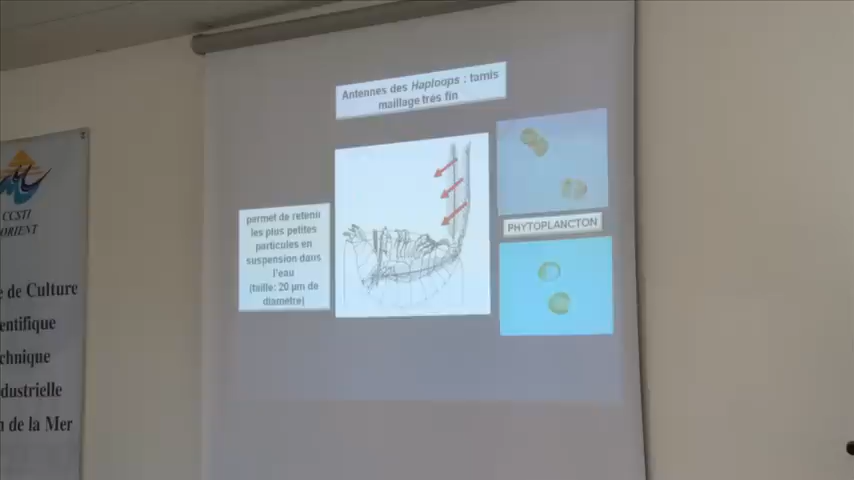 Antennes des Haploops : tamis
maillage très fin
permet de retenir
les plus petites
particules en
suspension dans
l'eau
(taille: 20 µm de
diamètre)
PHYTOPLANCTON
CCSTI
ORIENT
e de Culture
entifique
chnique
dustrielle
n de la Mer